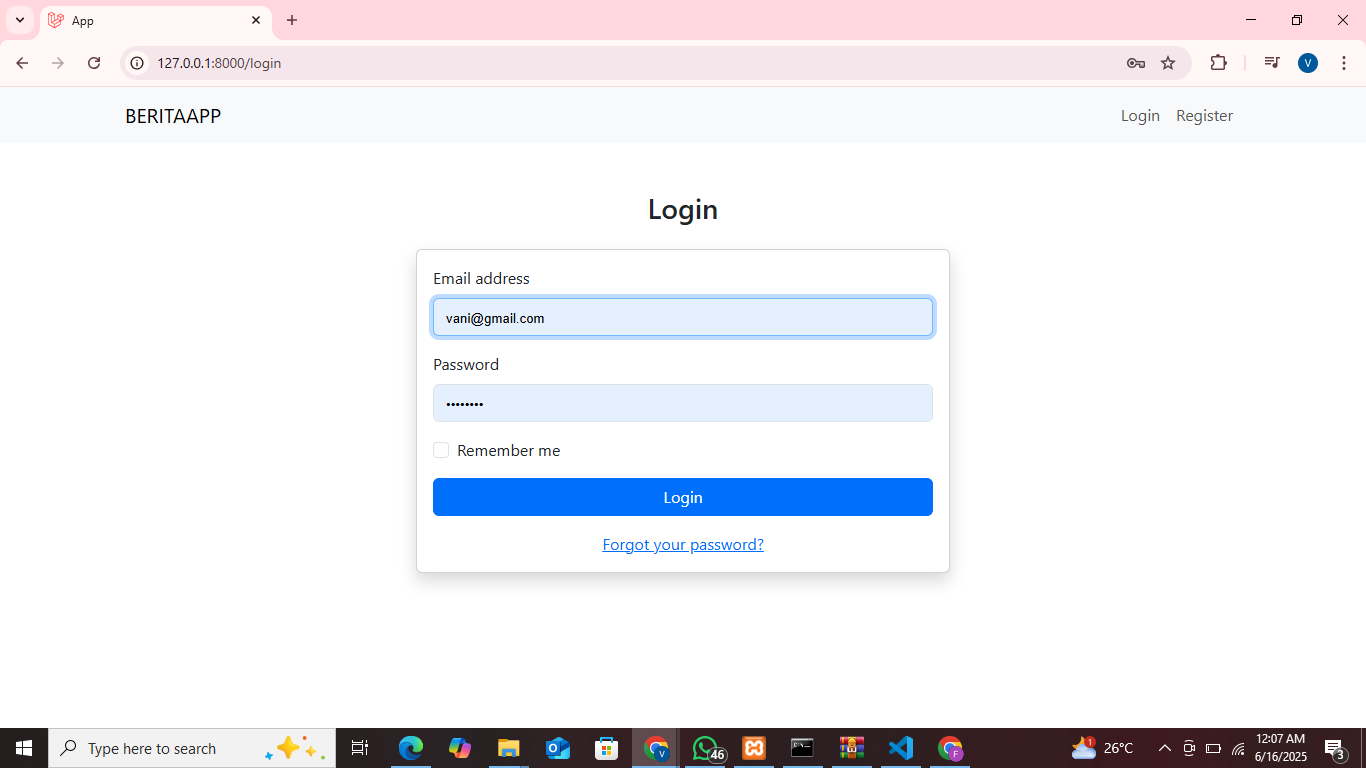 App
127.0.0.1:8000/login
V
BERITAAPP
Login
Register
Login
Email address
vani@gmail.com
Password
••••••••
Remember me
Login
Forgot your password?
Type here to search
V
46
F
1
26°C
12:07 AM
6/16/2025
3